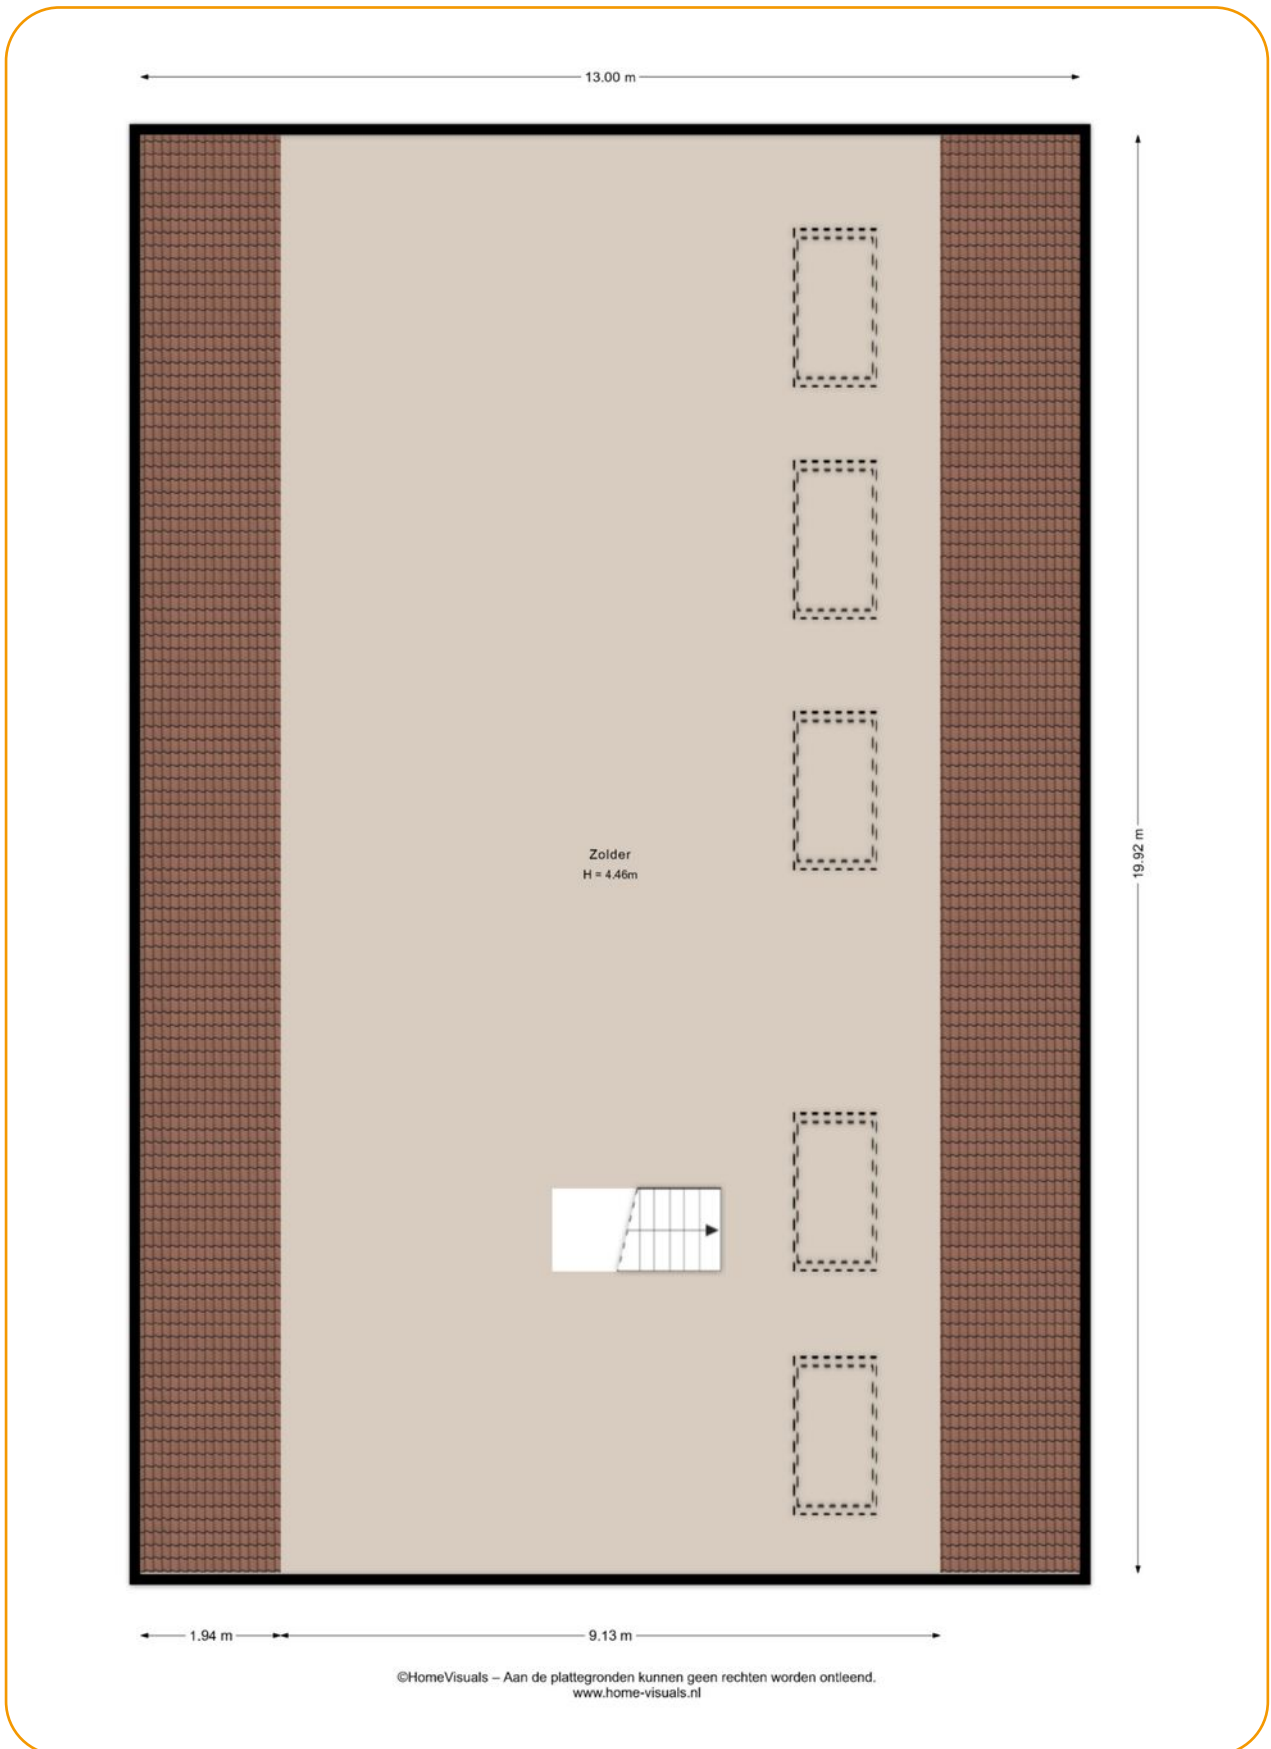 13.00 m
19.92 m
Zolder
H = 4.46m
1.94 m
9.13 m
©HomeVisuals – Aan de plattegronden kunnen geen rechten worden ontleend.
www.home-visuals.nl